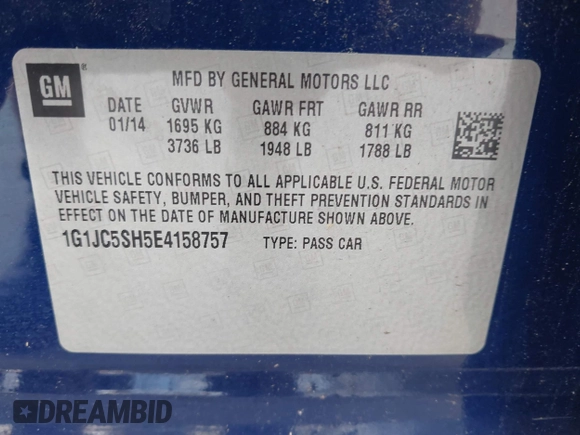 GM ®
MFD BY GENERAL MOTORS LLC
DATE GVWR GAWR FRT GAWR RR
01/14 1695 KG 884 KG 811 KG
3736 LB 1948 LB 1788 LB
THIS VEHICLE CONFORMS TO ALL APPLICABLE U.S. FEDERAL MOTOR
VEHICLE SAFETY, BUMPER, AND THEFT PREVENTION STANDARDS IN
EFFECT ON THE DATE OF MANUFACTURE SHOWN ABOVE.
1G1JC5SH5E4158757 TYPE: PASS CAR
DREAMBID